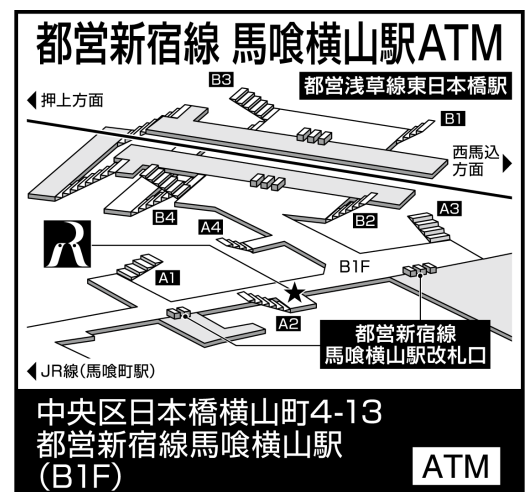 都営新宿線 馬喰横山駅ATM
B3
都営浅草線東日本橋駅
押上方面
B1
西馬込
方面
B4
B2
A3
A4
B1F
A1
A2
都営新宿線
馬喰横山駅改札口
JR線(馬喰町駅)
中央区日本橋横山町4-13
都営新宿線馬喰横山駅
(B1F)
ATM